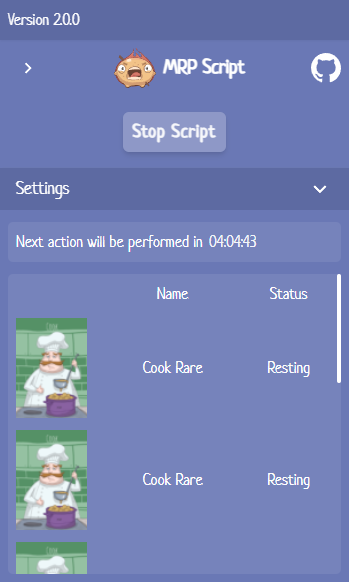 Version 2.0.0
MRP Script
Stop Script
Settings
Next action will be performed in 04:04:43
Name Status
Cook Rare Resting
Cook Rare Resting